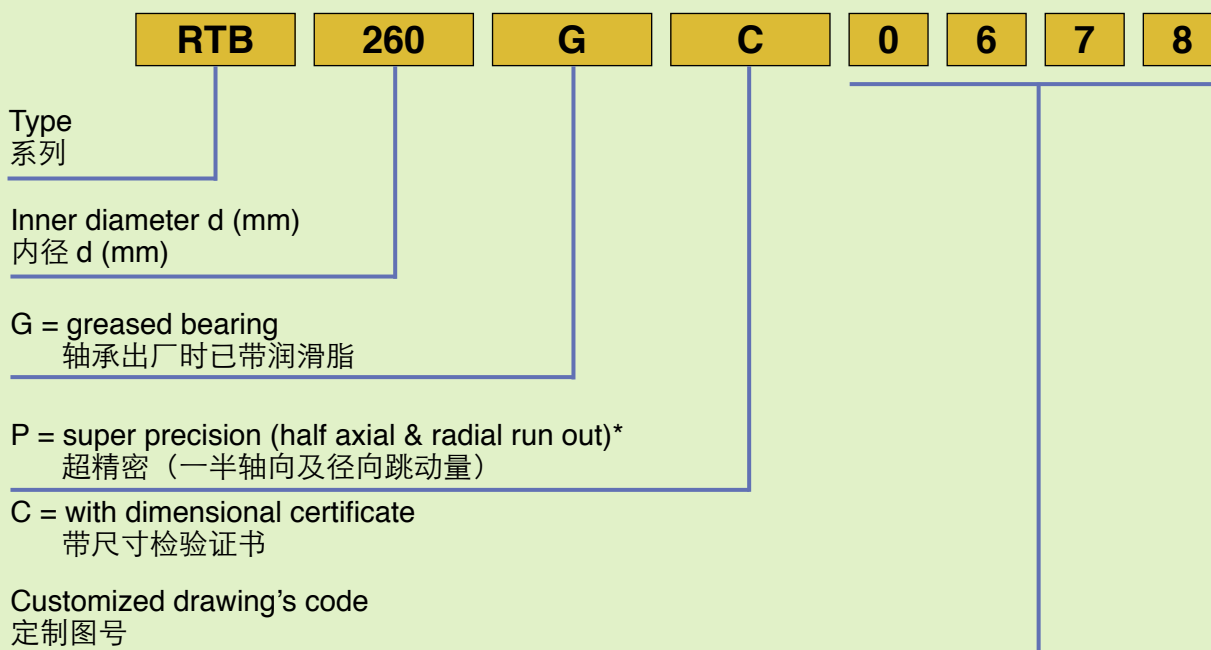 RTB 260 G C 0 6 7 8
Type
系列
Inner diameter d (mm)
内径 d (mm)
G = greased bearing
轴承出厂时已带润滑脂
P = super precision (half axial & radial run out)*
超精密（一半轴向及径向跳动量）
C = with dimensional certificate
带尺寸检验证书
Customized drawing’s code
定制图号